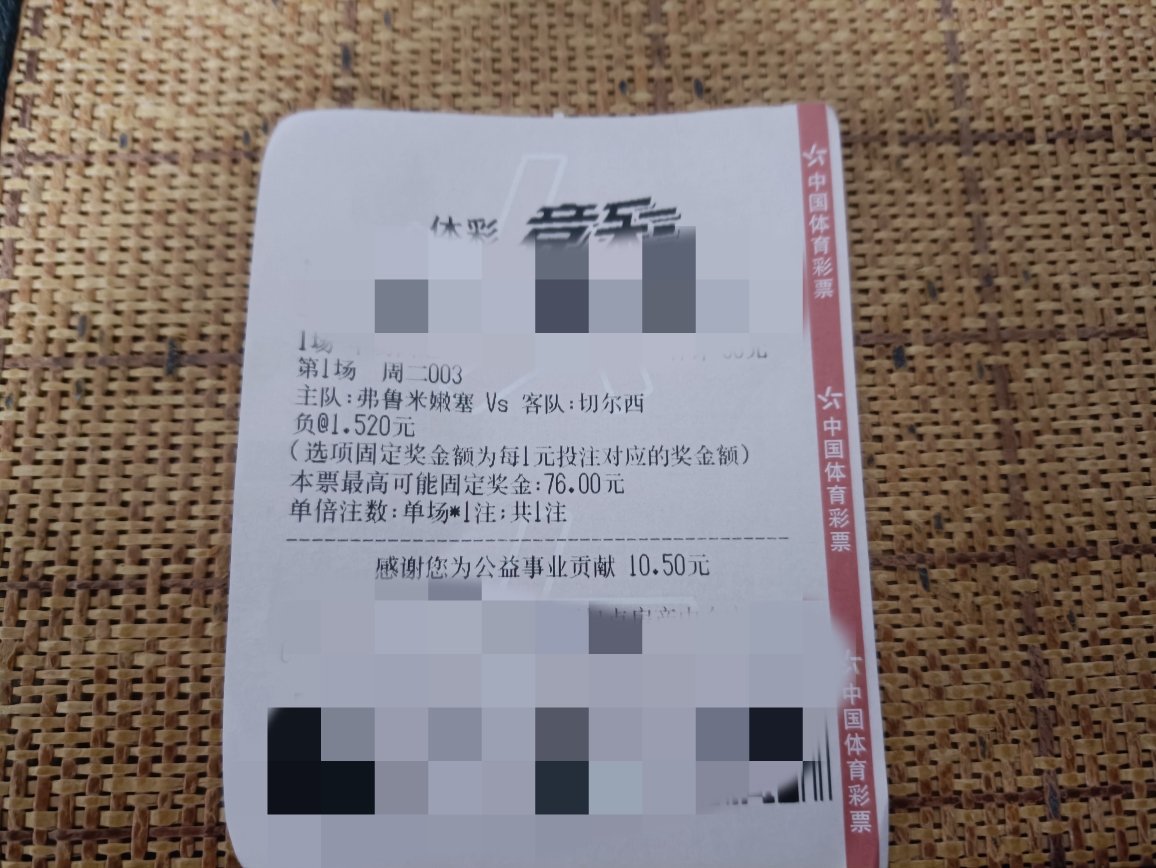 体彩 竞彩
1场
第1场 周二003
主队:弗鲁米嫩塞 Vs 客队:切尔西
负@1.520元
(选项固定奖金额为每1元投注对应的奖金额)
本票最高可能固定奖金:76.00元
单倍注数:单场*1注;共1注
感谢您为公益事业贡献 10.50元
中国体育彩票
中国体育彩票
中国体育彩票